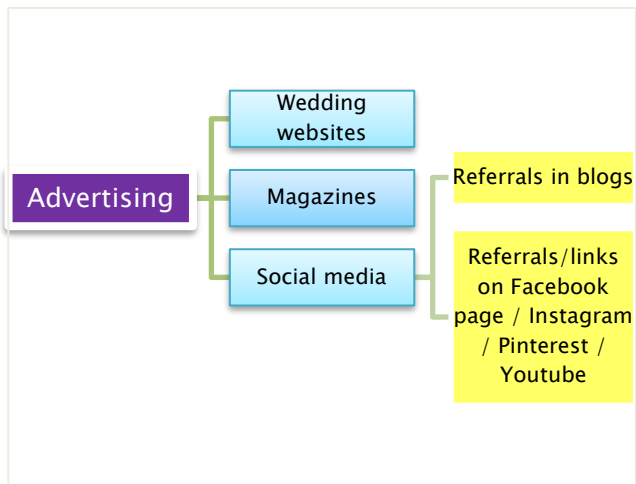 Advertising
Wedding
websites
Magazines
Social media
Referrals in blogs
Referrals/links
on Facebook
page / Instagram
/ Pinterest /
Youtube